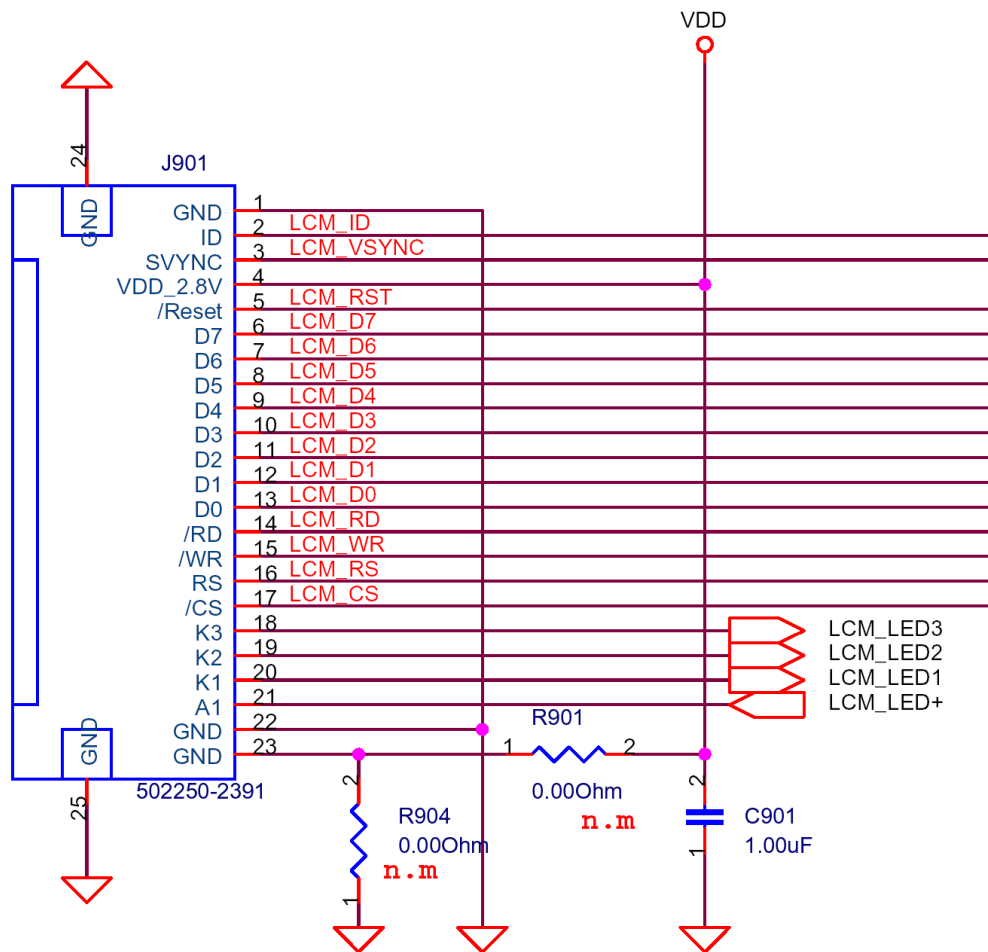 VDD
24
J901
GND
GND 1
LCM_ID
ID 2
LCM_VSYNC
SVYNC 3
VDD_2.8V 4
LCM_RST
/Reset 5
LCM_D7
D7 6
LCM_D6
D6 7
LCM_D5
D5 8
LCM_D4
D4 9
LCM_D3
D3 10
LCM_D2
D2 11
LCM_D1
D1 12
LCM_D0
D0 13
LCM_RD
/RD 14
LCM_WR
/WR 15
LCM_RS
RS 16
LCM_CS
/CS 17
K3 18 LCM_LED3
K2 19 LCM_LED2
K1 20 LCM_LED1
A1 21 LCM_LED+
GND 22
GND 23
GND
R901
1 2
0.00Ohm
n.m
502250-2391
25
2
R904
0.00Ohm
n.m
1
2
C901
1.00uF
1